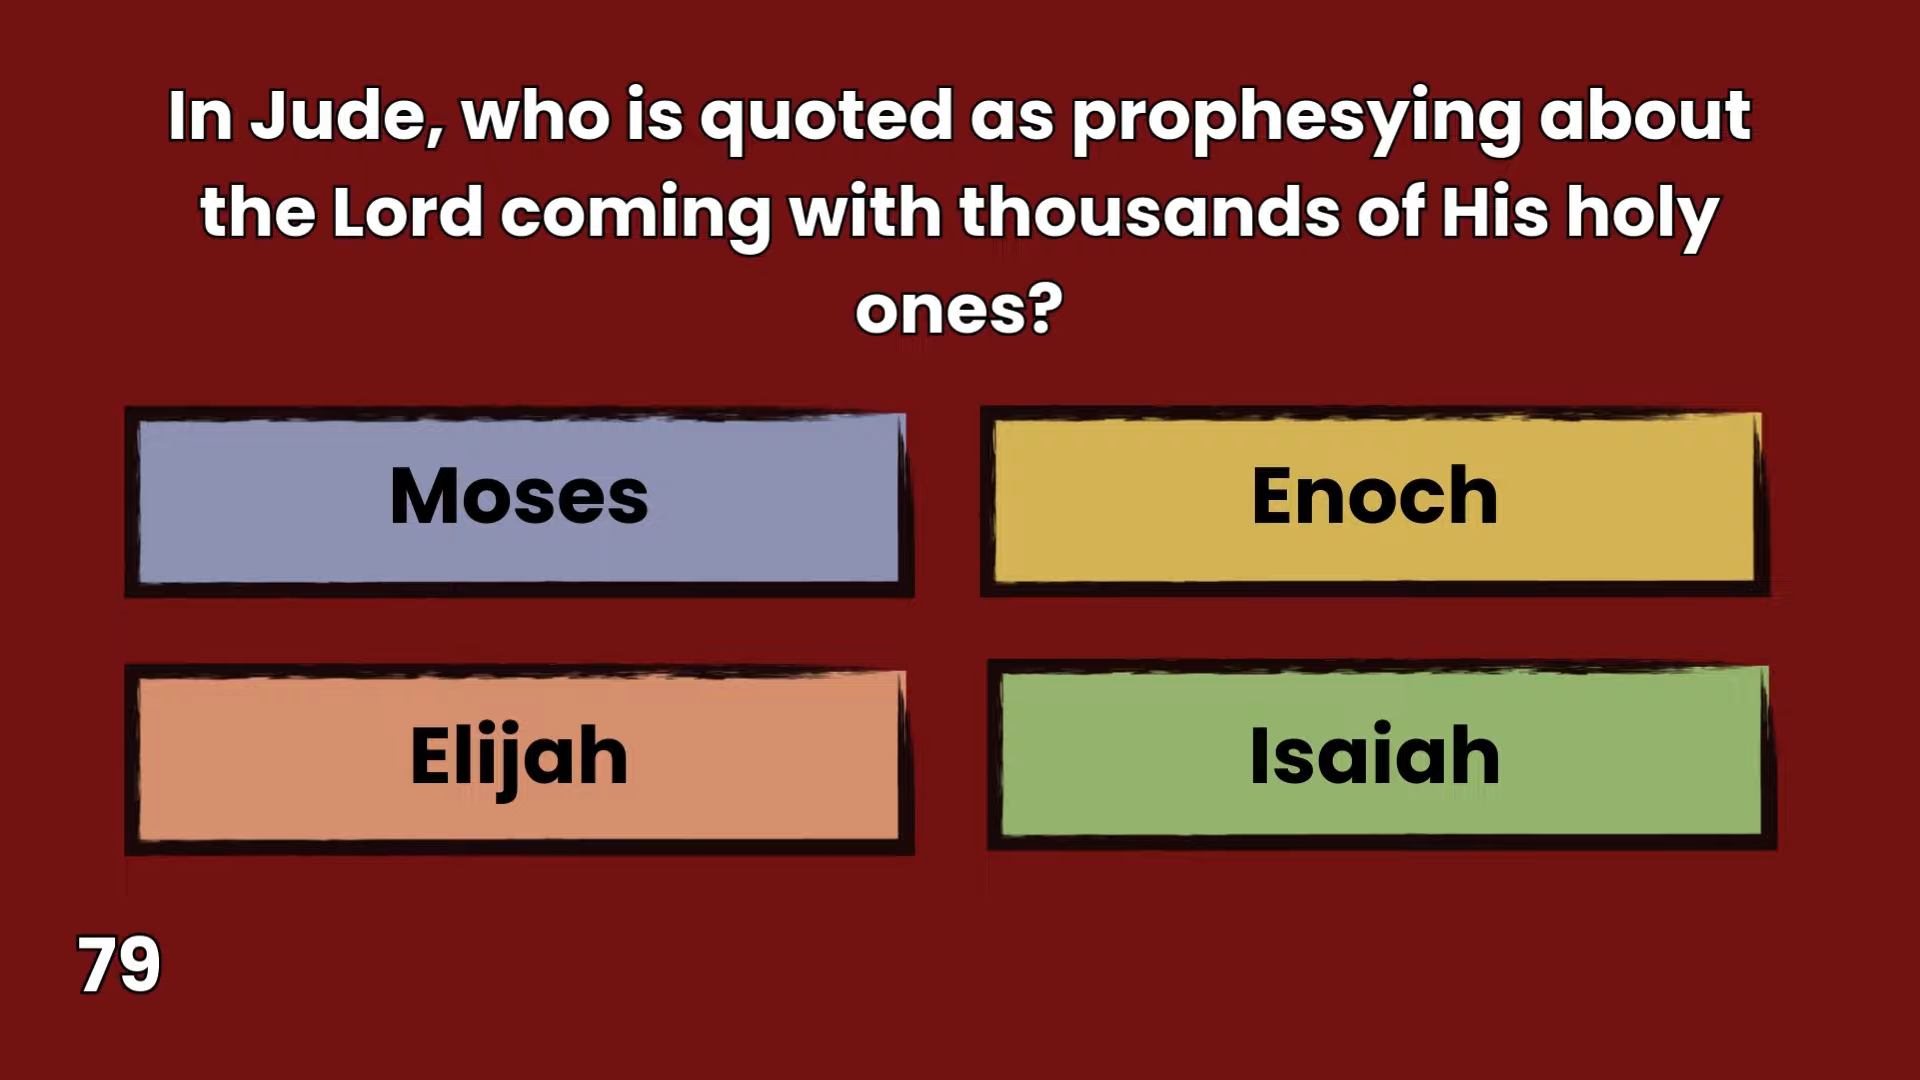 In Jude, who is quoted as prophesying about
the Lord coming with thousands of His holy
ones?
Moses
Enoch
Elijah
Isaiah
79